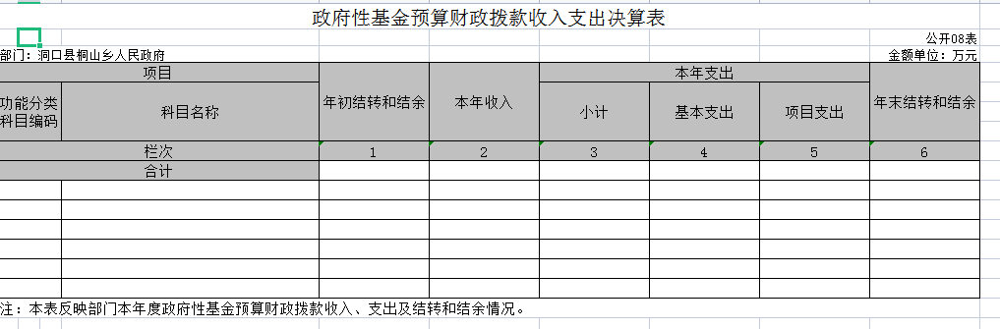 政府性基金预算财政拨款收入支出决算表
公开08表
部门：洞口县桐山乡人民政府 金额单位：万元
项目 年初结转和结余 本年收入 本年支出 年末结转和结余
功能分类科目编码 科目名称 小计 基本支出 项目支出
栏次 1 2 3 4 5 6
合计
注：本表反映部门本年度政府性基金预算财政拨款收入、支出及结转和结余情况。